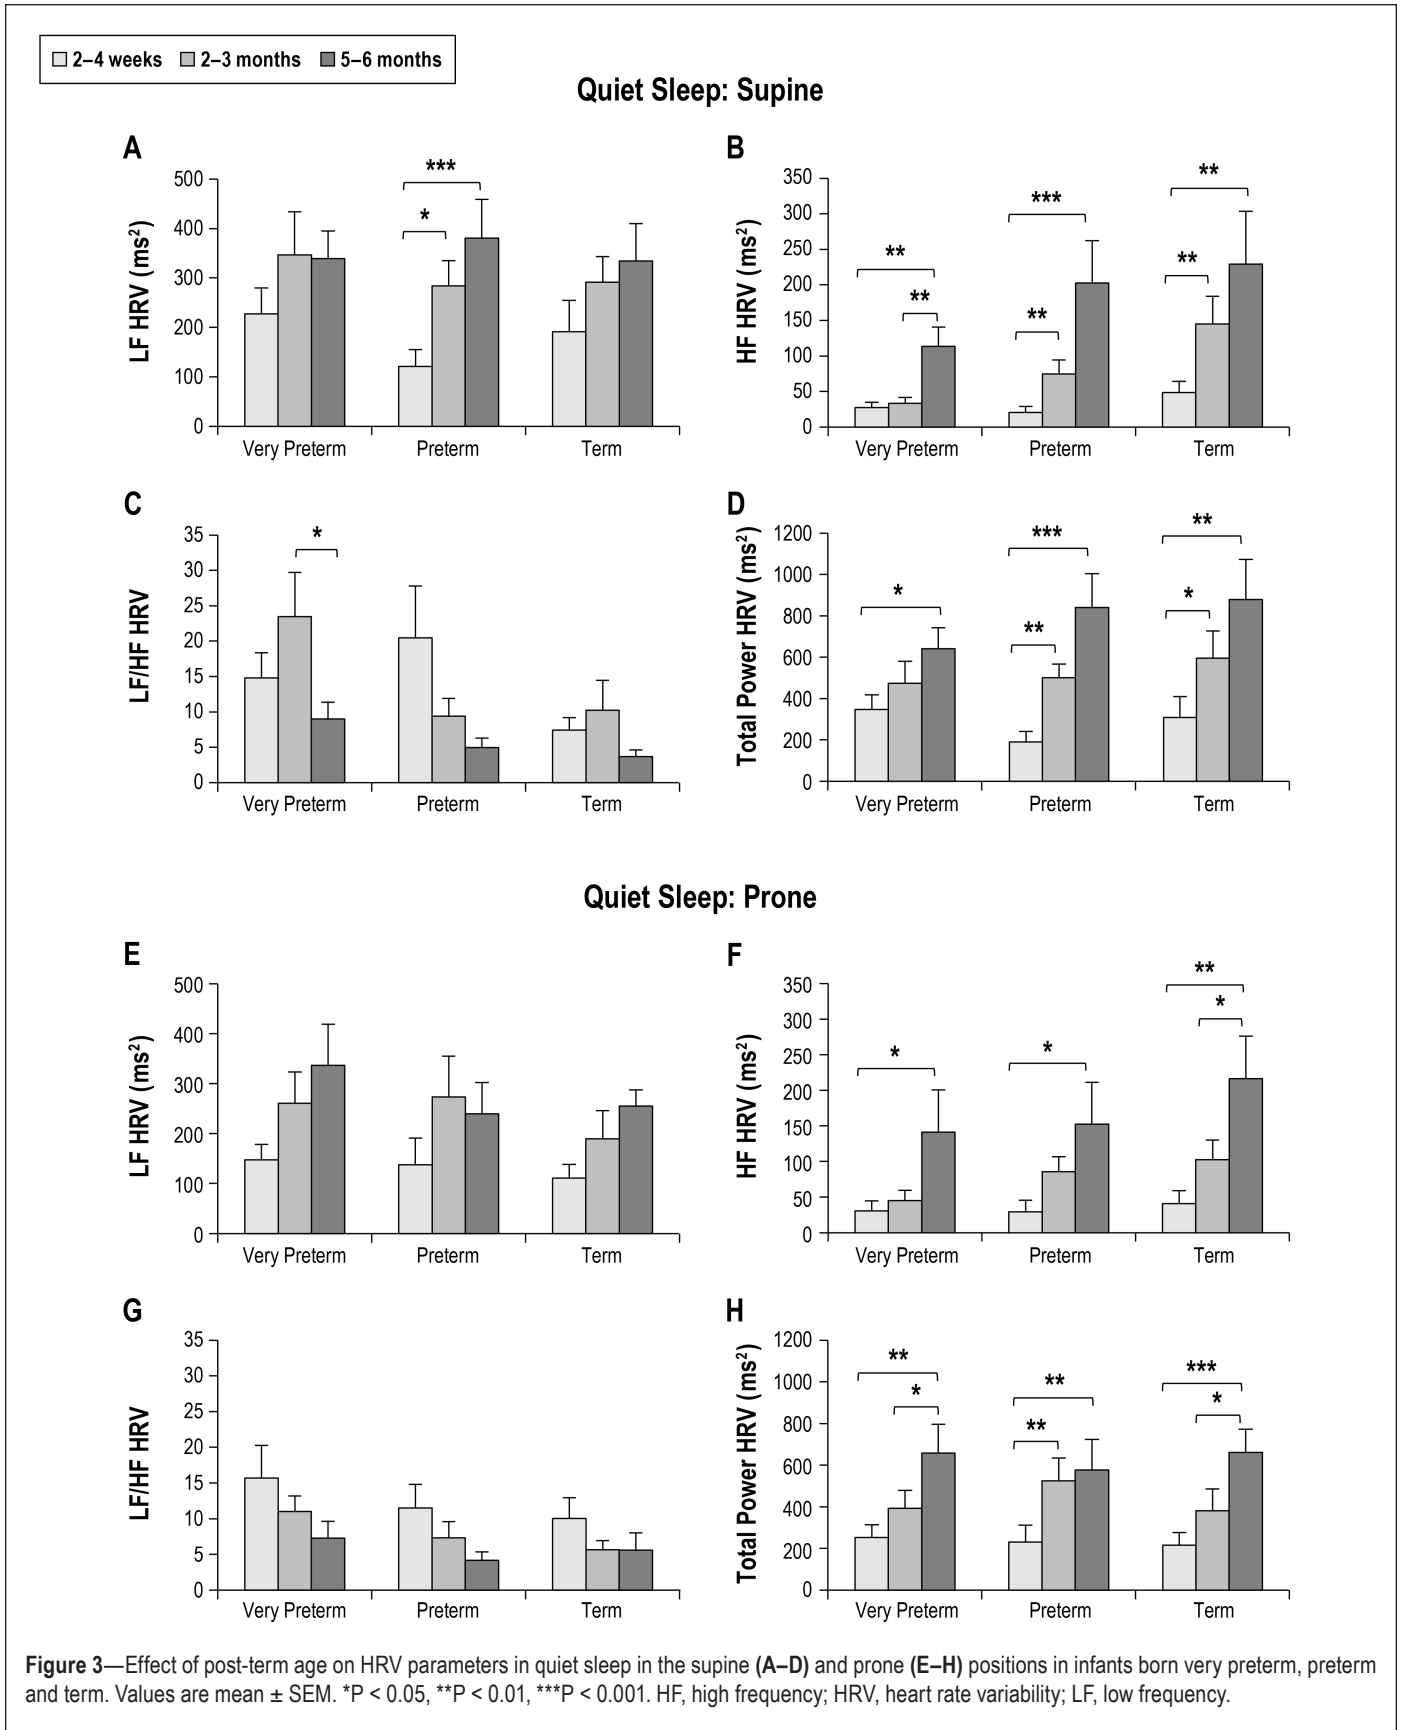 2–4 weeks 2–3 months 5–6 months
Quiet Sleep: Supine
A
***
*
500
400
300
200
100
0
LF HRV (ms²)
Very Preterm Preterm Term
B
**
**
***
**
**
**
350
300
250
200
150
100
50
0
HF HRV (ms²)
Very Preterm Preterm Term
C
*
35
30
25
20
15
10
5
0
LF/HF HRV
Very Preterm Preterm Term
D
*
***
**
**
*
1200
1000
800
600
400
200
0
Total Power HRV (ms²)
Very Preterm Preterm Term
Quiet Sleep: Prone
E
500
400
300
200
100
0
LF HRV (ms²)
Very Preterm Preterm Term
F
*
*
**
*
350
300
250
200
150
100
50
0
HF HRV (ms²)
Very Preterm Preterm Term
G
35
30
25
20
15
10
5
0
LF/HF HRV
Very Preterm Preterm Term
H
**
*
**
**
***
*
1200
1000
800
600
400
200
0
Total Power HRV (ms²)
Very Preterm Preterm Term
Figure 3—Effect of post-term age on HRV parameters in quiet sleep in the supine (A–D) and prone (E–H) positions in infants born very preterm, preterm
and term. Values are mean ± SEM. *P < 0.05, **P < 0.01, ***P < 0.001. HF, high frequency; HRV, heart rate variability; LF, low frequency.